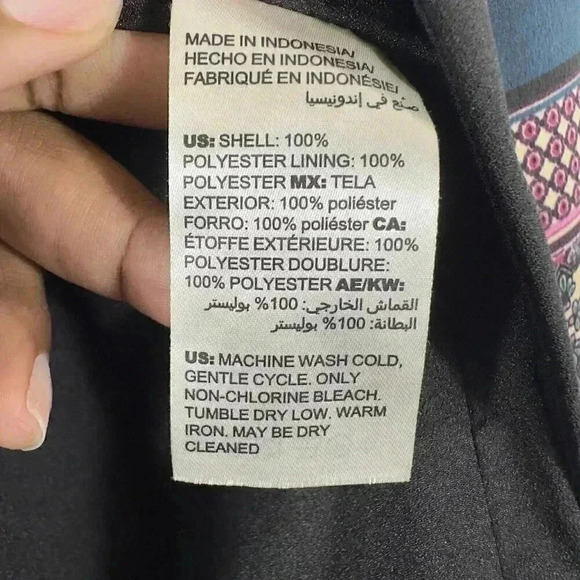 MADE IN INDONESIA/
HECHO EN INDONESIA/
FABRIQUÉ EN INDONÉSIE/
صنع في إندونيسيا
US: SHELL: 100%
POLYESTER LINING: 100%
POLYESTER MX: TELA
EXTERIOR: 100% poliéster
FORRO: 100% poliéster CA:
ÉTOFFE EXTÉRIEURE: 100%
POLYESTER DOUBLURE:
100% POLYESTER AE/KW:
القماش الخارجي: 100% بوليستر
البطانة: 100% بوليستر
US: MACHINE WASH COLD,
GENTLE CYCLE. ONLY
NON-CHLORINE BLEACH.
TUMBLE DRY LOW. WARM
IRON. MAY BE DRY
CLEANED